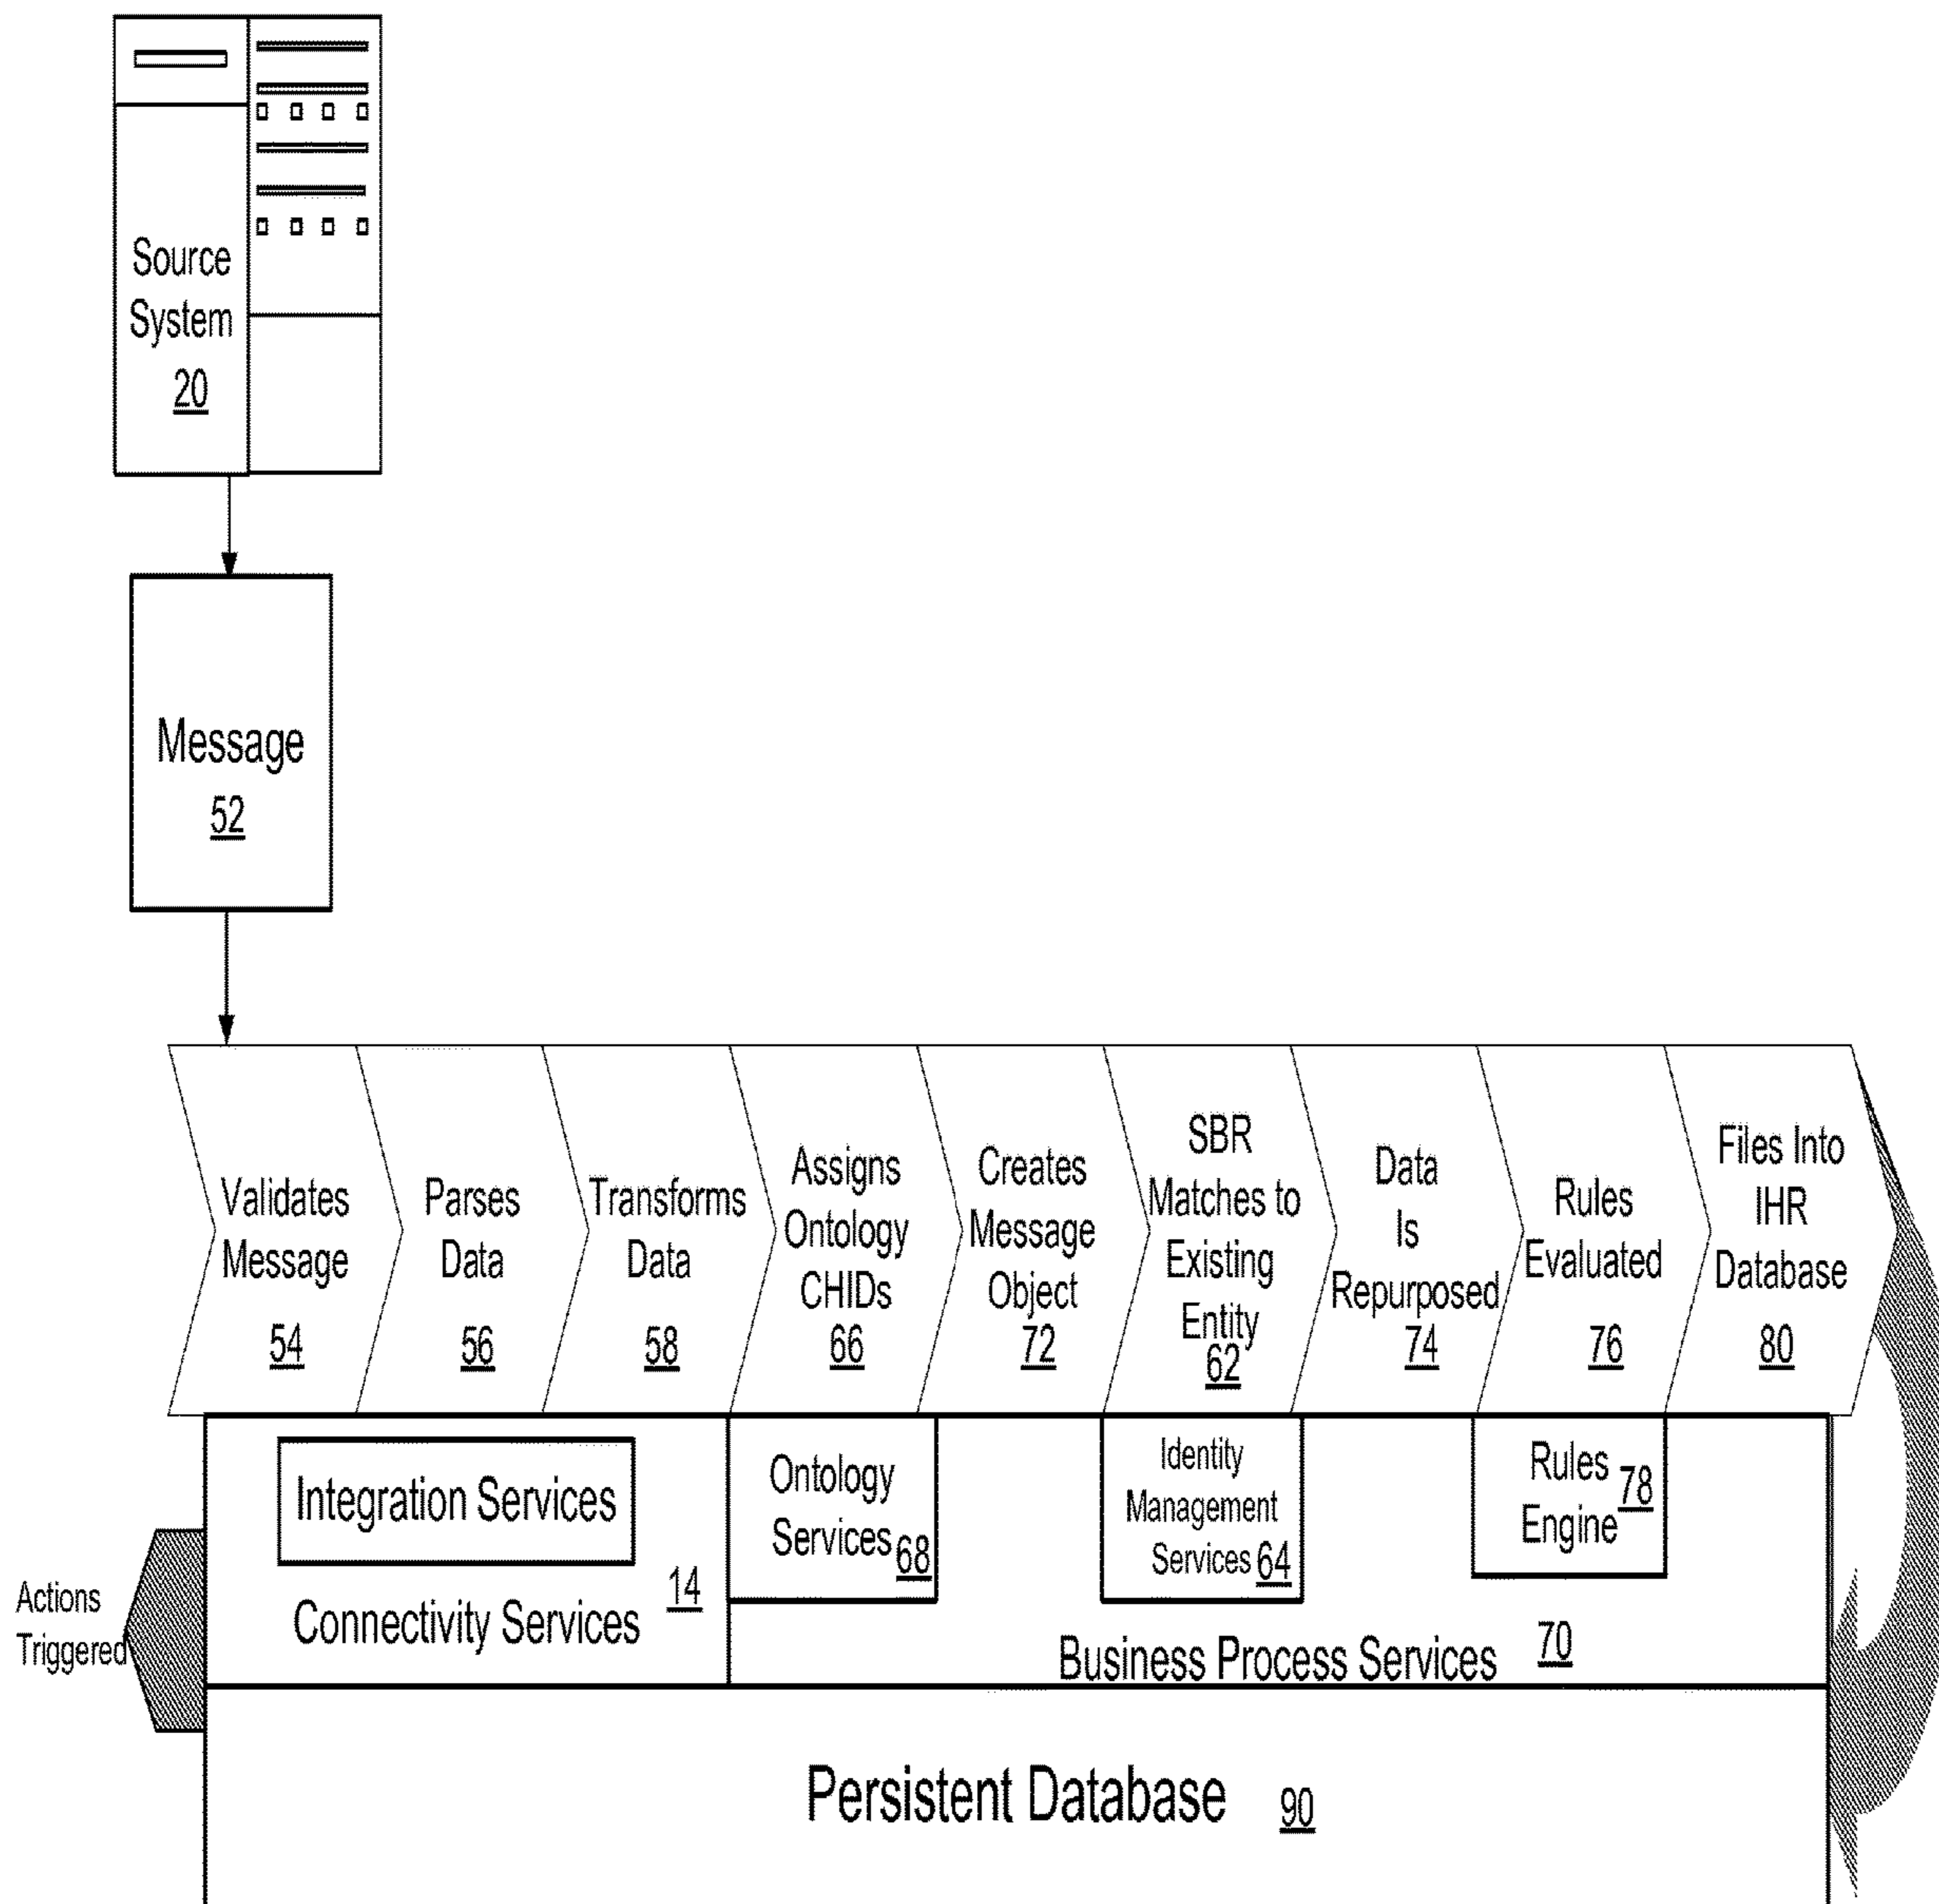 Source
System
20
Message
52
Validates
Message
54
Parses
Data
56
Transforms
Data
58
Assigns
Ontology
CHIDs
66
Creates
Message
Object
72
SBR
Matches to
Existing
Entity
62
Data
Is
Repurposed
74
Rules
Evaluated
76
Files Into
IHR
Database
80
Integration Services
Connectivity Services
14
Ontology
Services
68
Identity
Management
Services 64
Rules
Engine
78
Business Process Services
70
Actions
Triggered
Persistent Database
90